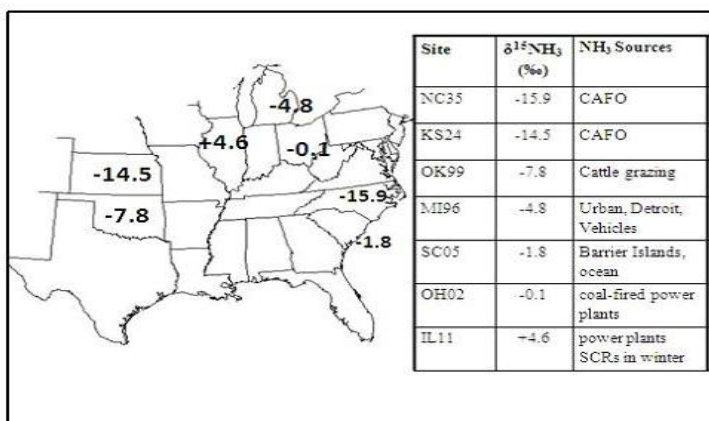 -4.8
+4.6
-0.1
-14.5
-15.9
-7.8
-1.8
Site δ¹⁵NH₃ (‰) NH₃ Sources
NC35 -15.9 CAFO
KS24 -14.5 CAFO
OK99 -7.8 Cattle grazing
MI96 -4.8 Urban, Detroit,
Vehicles
SC05 -1.8 Barrier Islands,
ocean
OH02 -0.1 coal-fired power
plants
IL11 +4.6 power plants
SCRs in winter